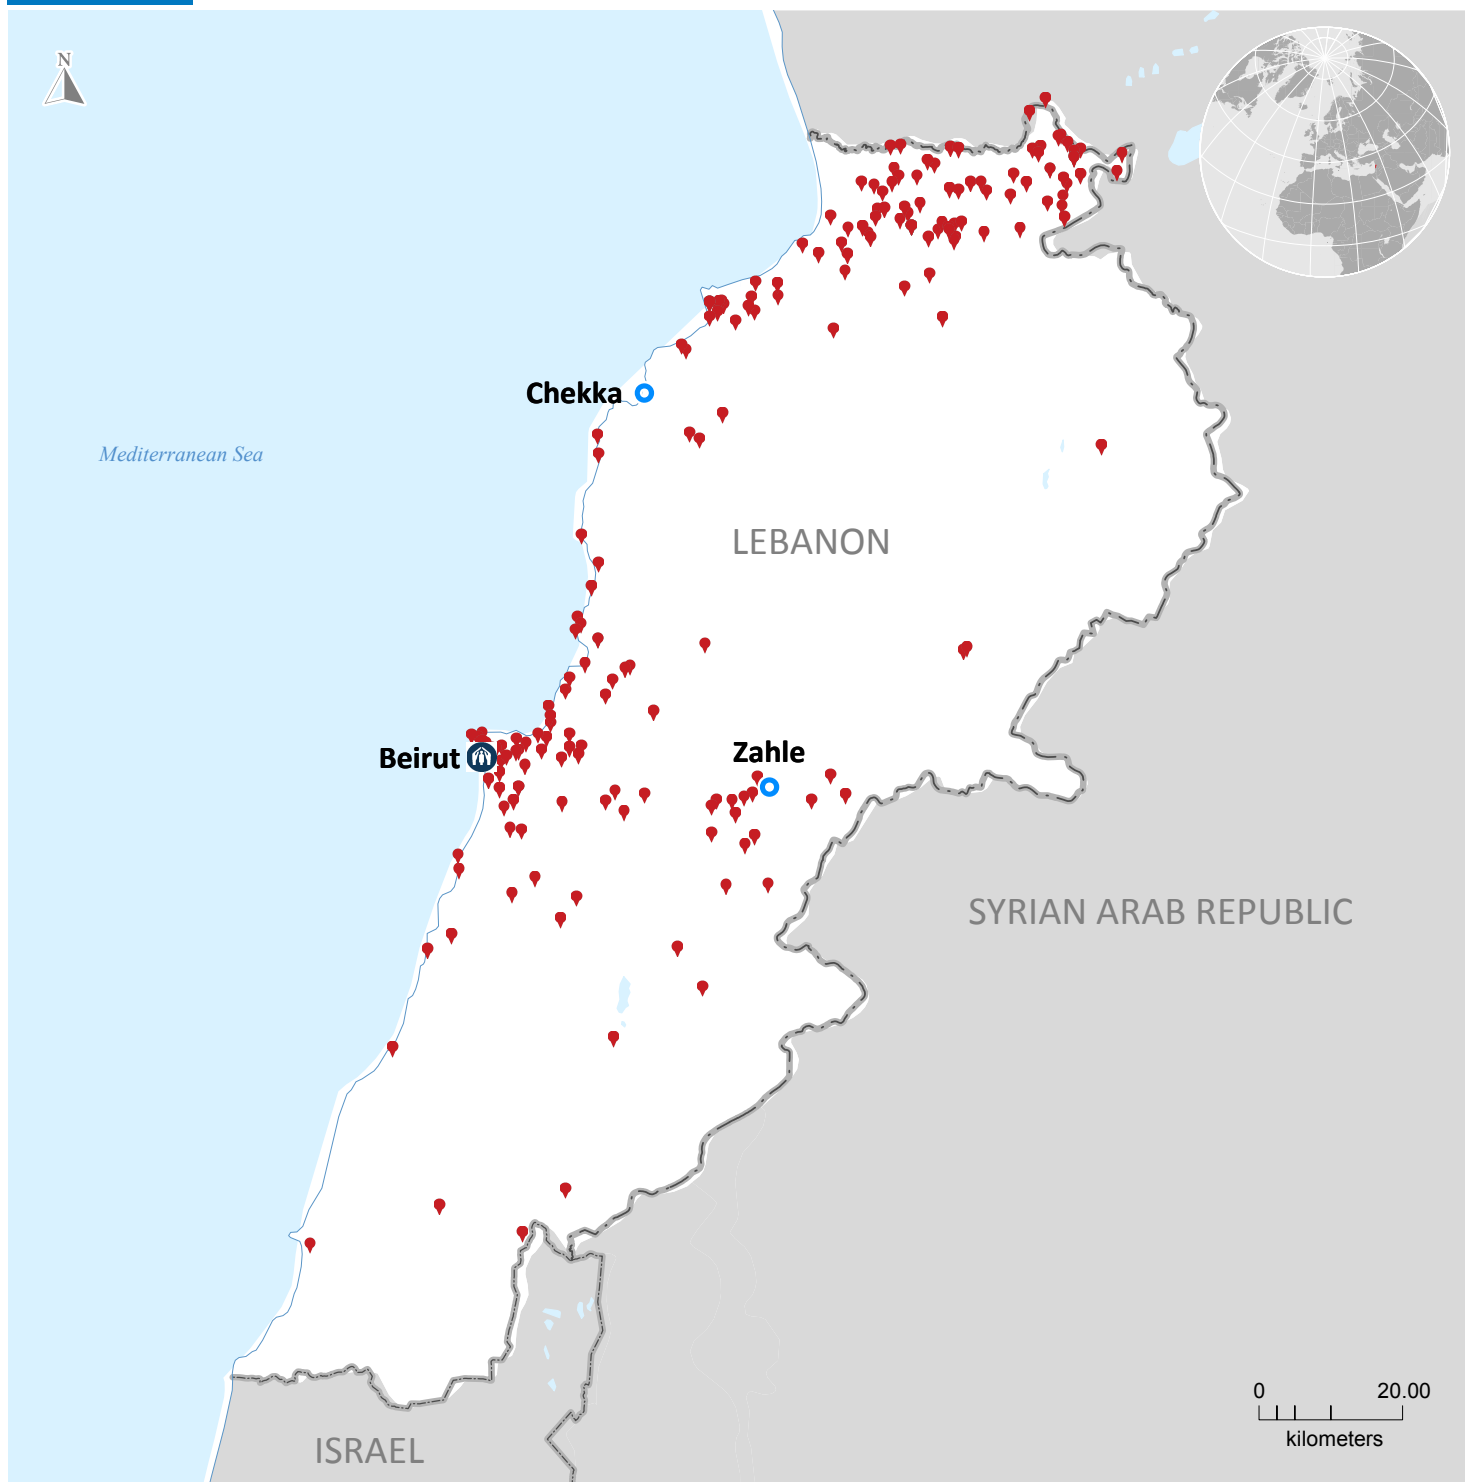 N
Chekka
Mediterranean Sea
LEBANON
Beirut
Zahle
SYRIAN ARAB REPUBLIC
0 20.00
kilometers
ISRAEL